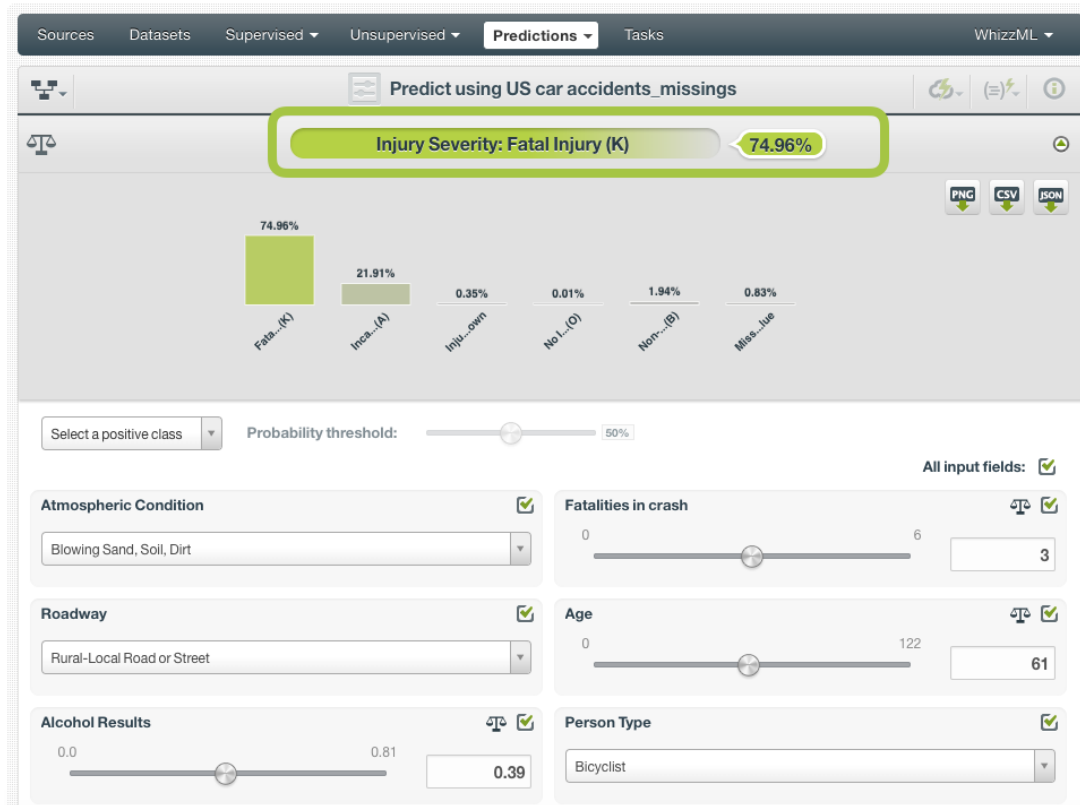 Sources Datasets Supervised Unsupervised Predictions Tasks WhizzML
Predict using US car accidents_missings
Injury Severity: Fatal Injury (K) 74.96%
PNG CSV JSON
74.96%
21.91%
0.35%
0.01%
1.94%
0.83%
Fata...(K)
Inca...(A)
Inju...own
No I...(O)
Non-...(B)
Miss...lue
Select a positive class Probability threshold: 50%
All input fields:
Atmospheric Condition
Blowing Sand, Soil, Dirt
Fatalities in crash
0 6
3
Roadway
Rural-Local Road or Street
Age
0 122
61
Alcohol Results
0.0 0.81
0.39
Person Type
Bicyclist